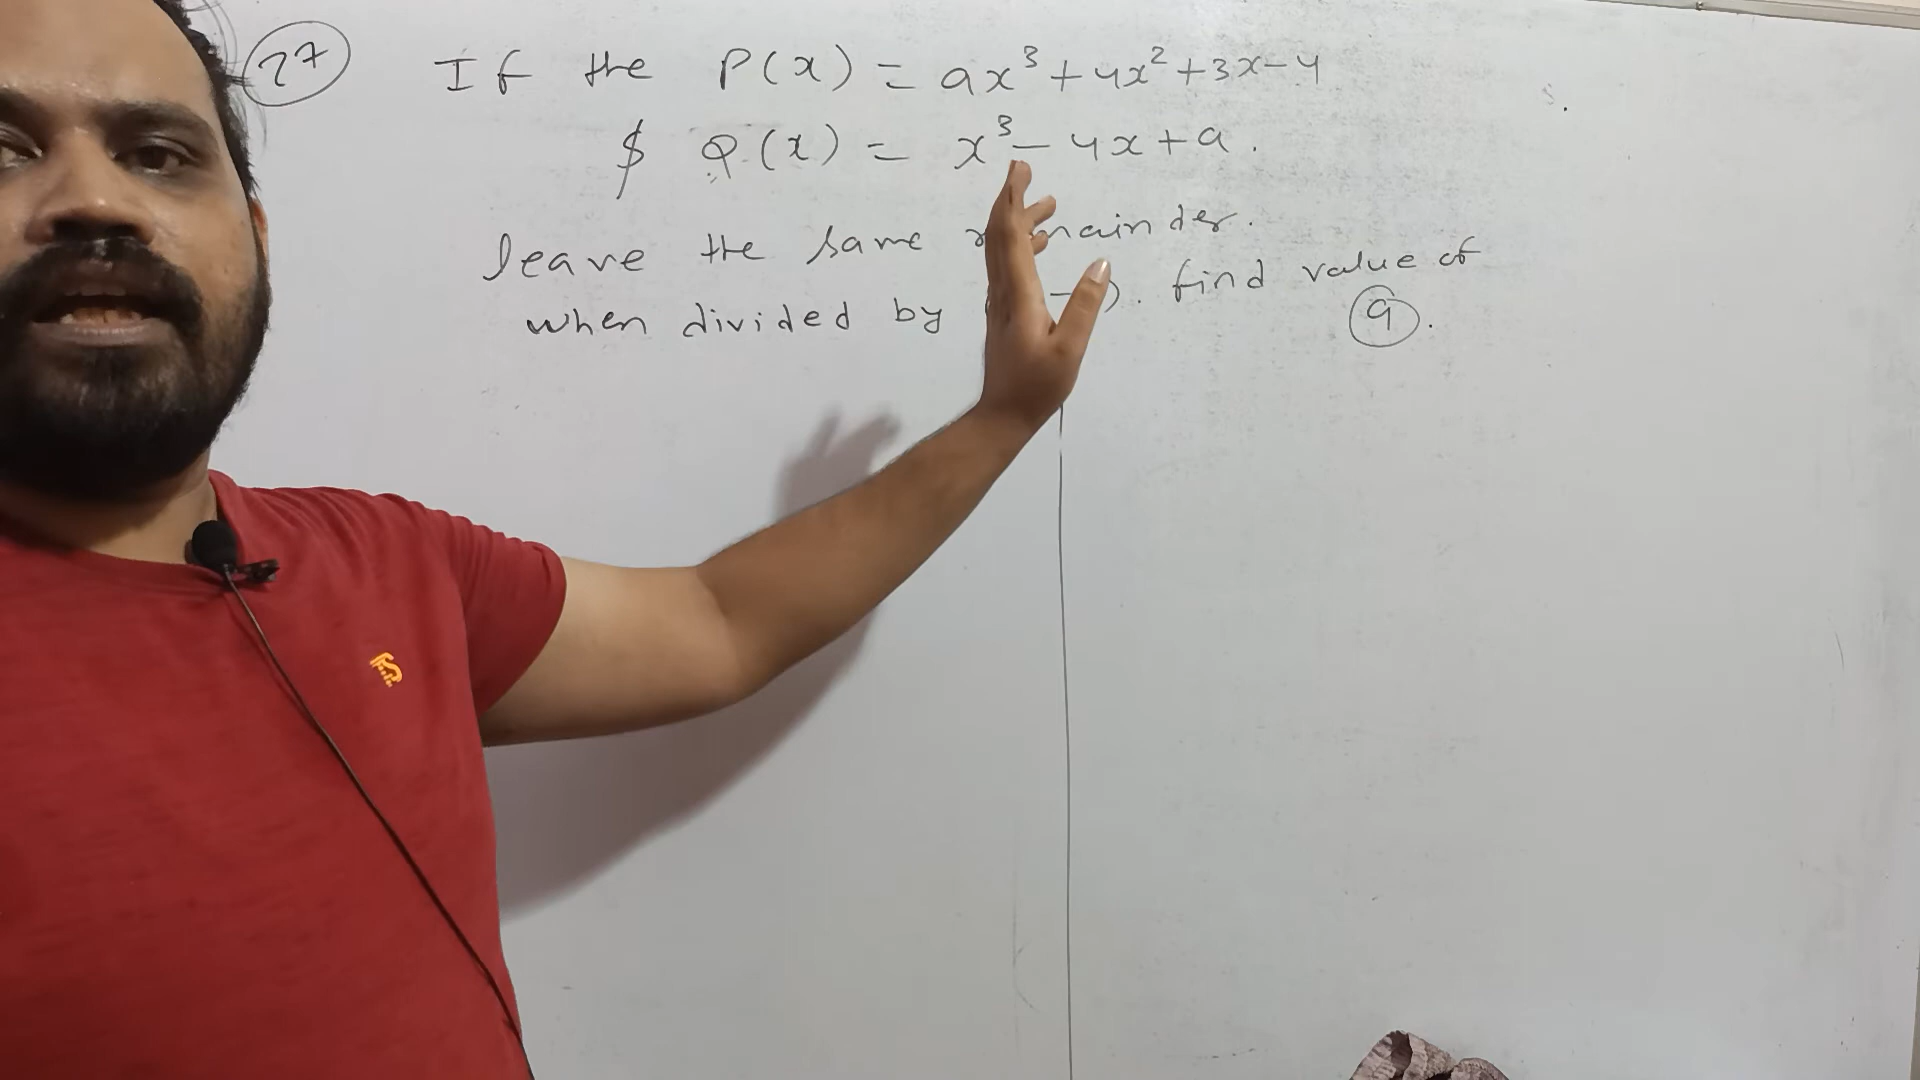 27 If the P(x) = ax³+4x²+3x-4
$ Q(x) = x³- 4x+a.
leave the same remainder.
when divided by ). find value of
a.